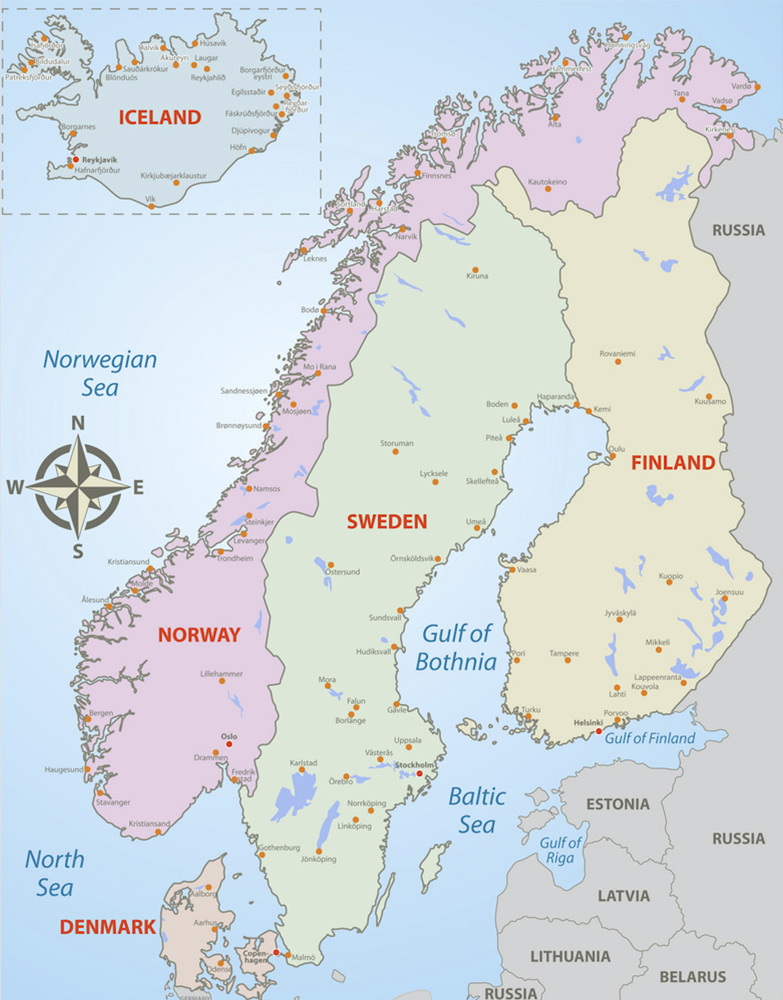 Ísafjörður
Bíldudalur
Patreksfjörður
Dalvík
Húsavík
Akureyri
Laugar
Sauðárkrókur
Blönduós
Reykjahlíð
Borgarfjörður
eystri
Seyðisfjörður
Egilsstaðir
Reyðar-
fjörður
Fáskrúðsfjörður
Djúpivogur
Höfn
ICELAND
Borgarnes
Reykjavík
Hafnarfjörður
Kirkjubæjarklaustur
Vík
Honningsvåg
Hammerfest
Vardø
Tana
Vadsø
Alta
Kirkenes
Tromsø
Finnsnes
Kautokeino
Sortland
Harstad
Narvik
Leknes
RUSSIA
Kiruna
Bodø
Norwegian
Sea
Mo i Rana
Rovaniemi
Sandnessjøen
Mosjøen
Kuusamo
Haparanda
Boden
Kemi
Luleå
Brønnøysund
Piteå
N
W
E
S
Storuman
Oulu
FINLAND
Lycksele
Skellefteå
Namsos
SWEDEN
Umeå
Steinkjer
Levanger
Trondheim
Örnsköldsvik
Kristiansund
Östersund
Vaasa
Molde
Kuopio
Ålesund
Joensuu
Sundsvall
Jyväskylä
NORWAY
Gulf of
Bothnia
Hudiksvall
Mikkeli
Pori
Tampere
Lillehammer
Mora
Lappeenranta
Kouvola
Lahti
Falun
Borlänge
Gävle
Bergen
Turku
Porvoo
Helsinki
Gulf of Finland
Oslo
Uppsala
Drammen
Västerås
Stockholm
Karlstad
Haugesund
Fredrik-
stad
Örebro
Baltic
Sea
Stavanger
Norrköping
ESTONIA
Linköping
Kristiansand
RUSSIA
Gulf of
Riga
Gothenburg
Jönköping
North
Sea
Aalborg
LATVIA
DENMARK
Aarhus
Copen-
hagen
Malmö
Odense
LITHUANIA
BELARUS
RUSSIA
GERMANY